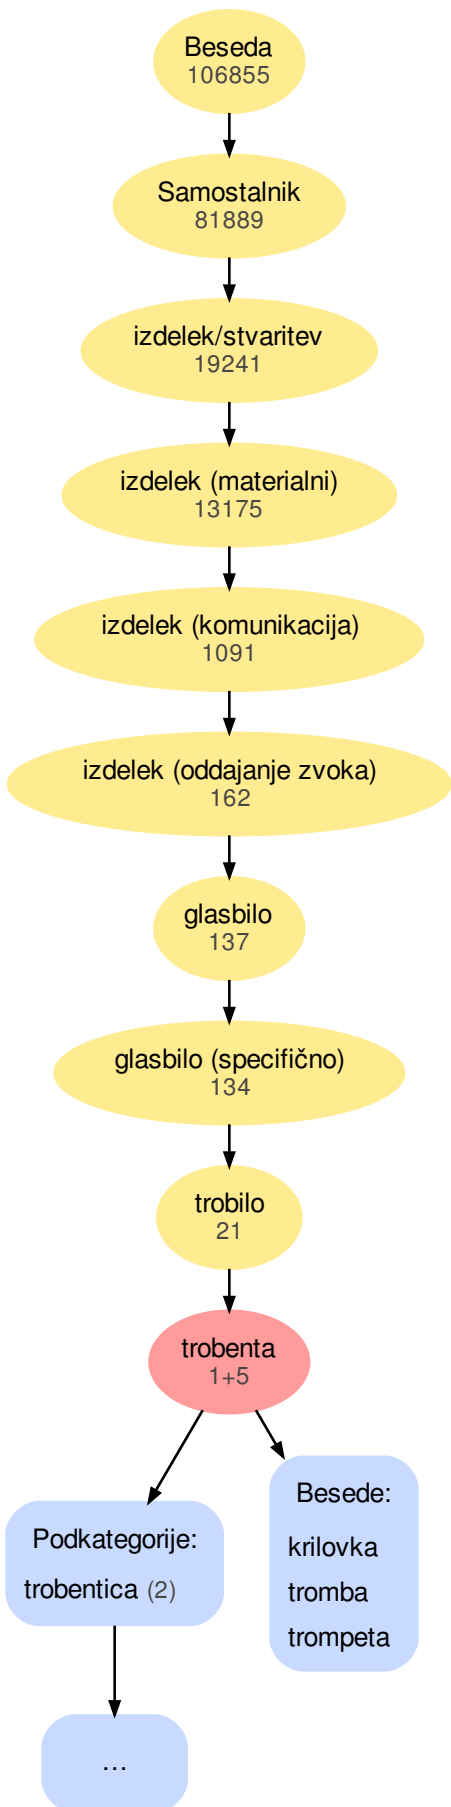 Beseda
106855
Samostalnik
81889
izdelek/stvaritev
19241
izdelek (materialni)
13175
izdelek (komunikacija)
1091
izdelek (oddajanje zvoka)
162
glasbilo
137
glasbilo (specifično)
134
trobilo
21
trobenta
1+5
Podkategorije:
trobentica (2)
Besede:
krilovka
tromba
trompeta
...